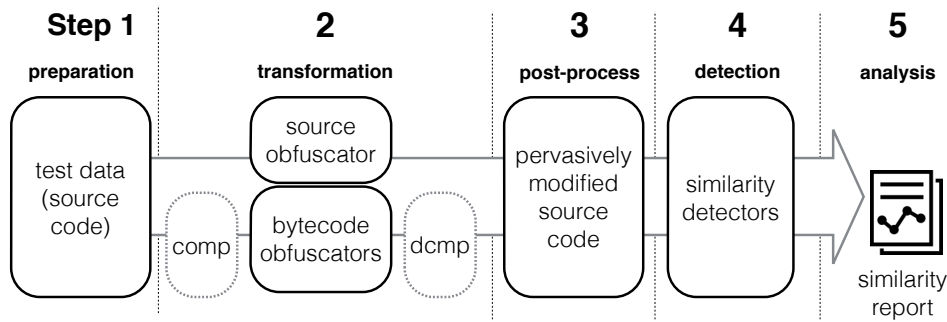 Step 1
2
3
4
5
preparation
transformation
post-process
detection
analysis
test data
(source
code)
source
obfuscator
comp
bytecode
obfuscators
dcmp
pervasively
modified
source
code
similarity
detectors
similarity
report